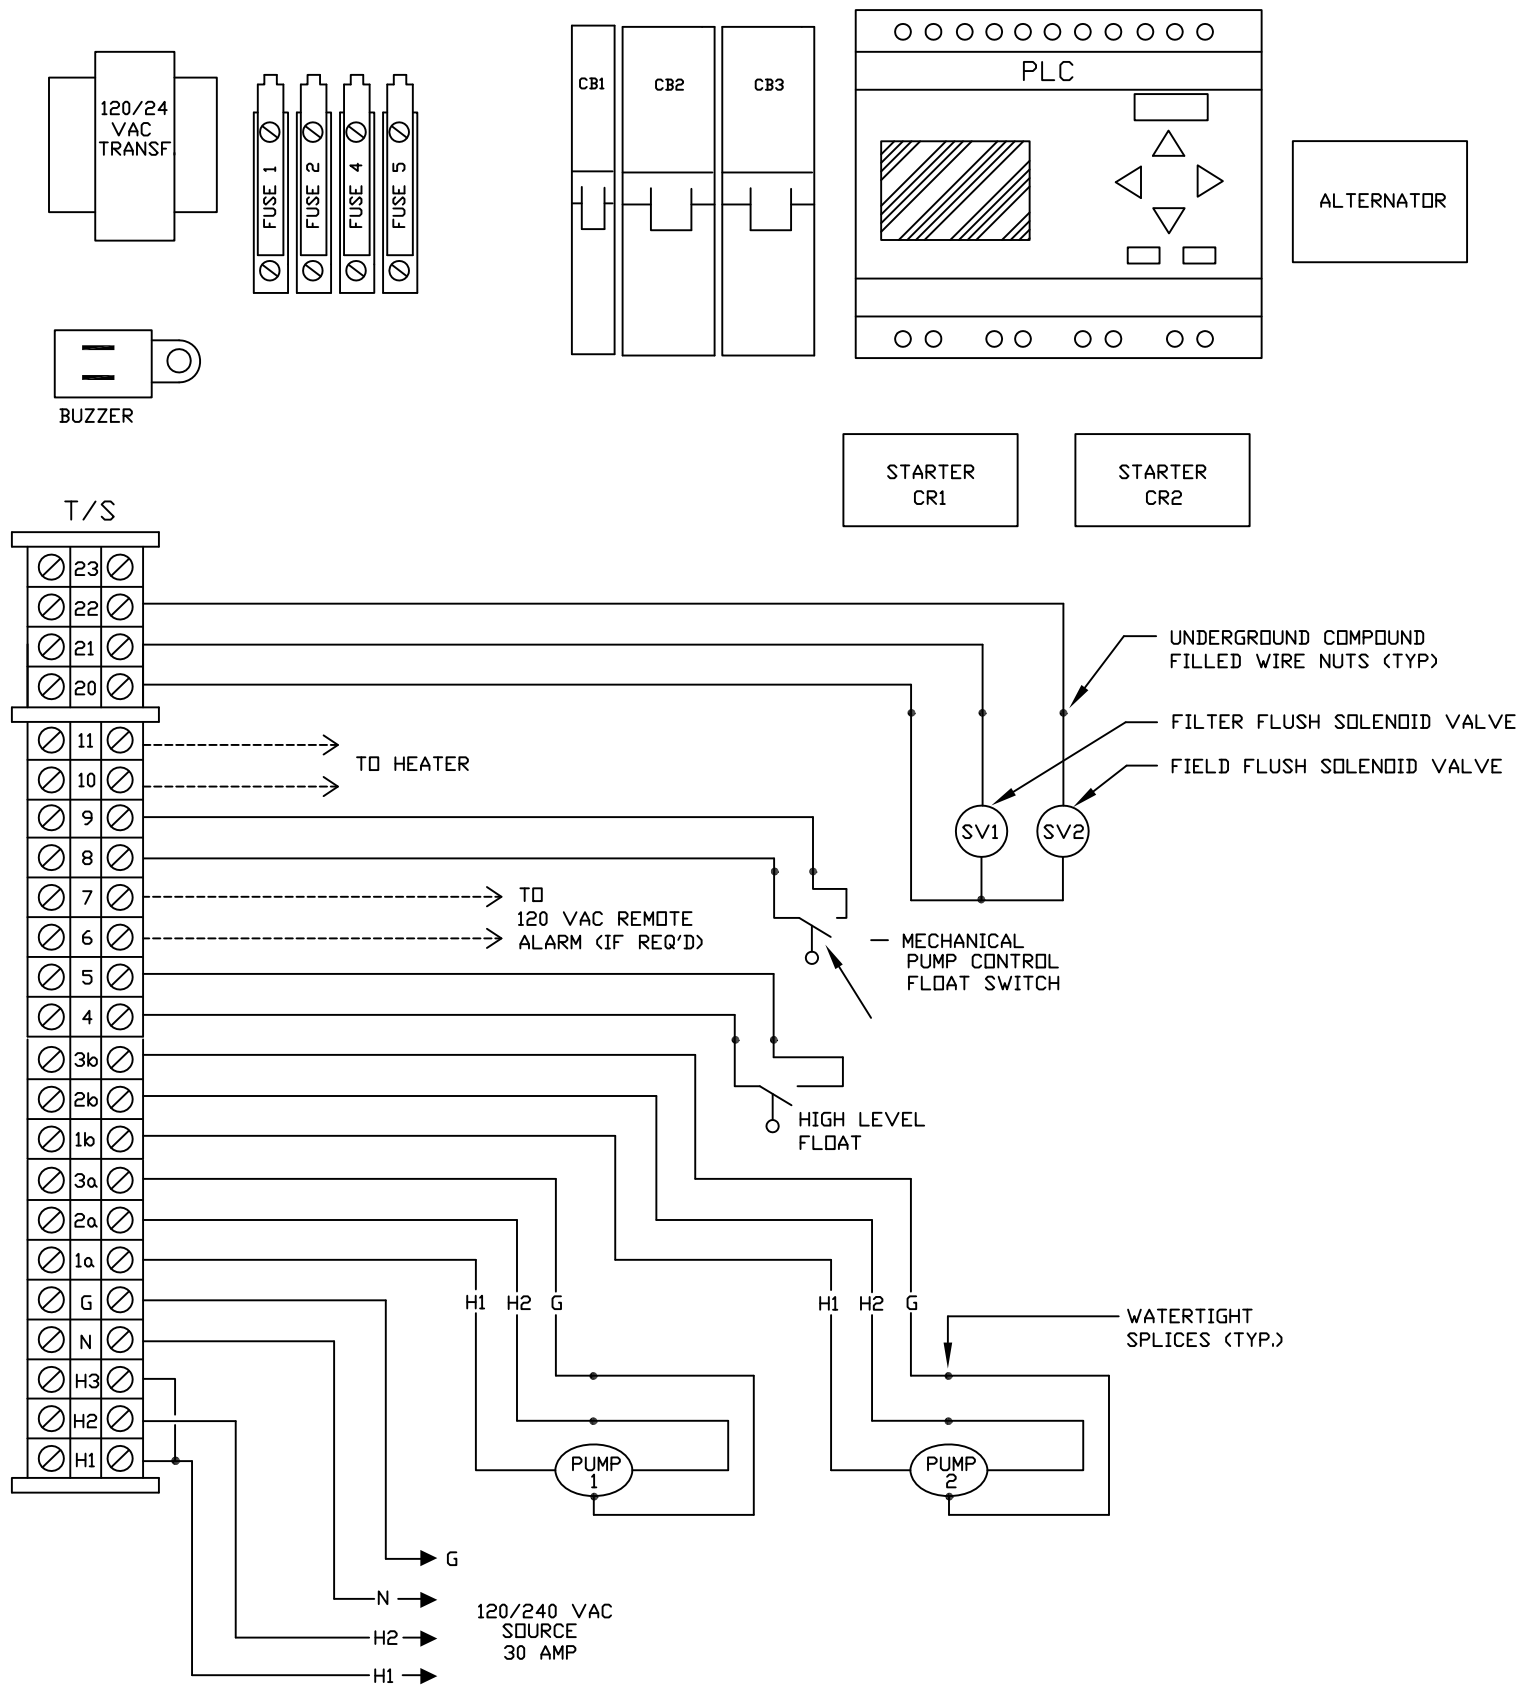 120/24
VAC
TRANSF.
FUSE 1
FUSE 2
FUSE 4
FUSE 5
CB1
CB2
CB3
PLC
ALTERNATOR
BUZZER
STARTER
CR1
STARTER
CR2
T/S
23
22
21
20
11
10
9
8
7
6
5
4
3b
2b
1b
3a
2a
1a
G
N
H3
H2
H1
UNDERGROUND COMPOUND
FILLED WIRE NUTS (TYP)
FILTER FLUSH SOLENOID VALVE
FIELD FLUSH SOLENOID VALVE
TO HEATER
SV1
SV2
TO
120 VAC REMOTE
ALARM (IF REQ'D)
MECHANICAL
PUMP CONTROL
FLOAT SWITCH
HIGH LEVEL
FLOAT
H1
H2
G
H1
H2
G
WATERTIGHT
SPLICES (TYP.)
PUMP
1
PUMP
2
G
N
H2
H1
120/240 VAC
SOURCE
30 AMP